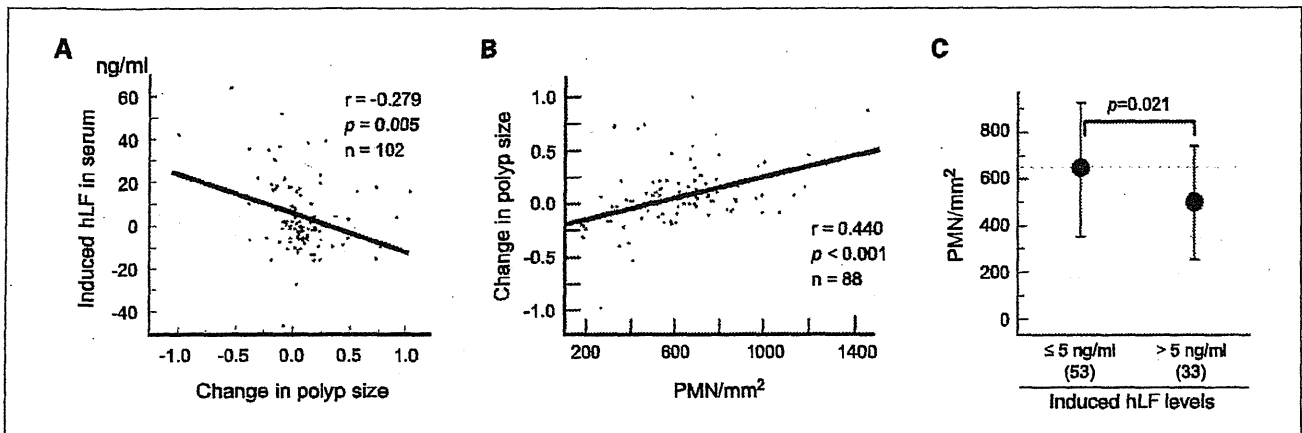 A
ng/ml
60
40
20
0
-20
-40
Induced hLF in serum
r = -0.279
p = 0.005
n = 102
-1.0 -0.5 0.0 0.5 1.0
Change in polyp size
B
1.0
0.5
0.0
-0.5
-1.0
Change in polyp size
r = 0.440
p < 0.001
n = 88
200 600 1000 1400
PMN/mm²
C
p=0.021
800
600
400
200
0
PMN/mm²
≤ 5 ng/ml > 5 ng/ml
(53) (33)
Induced hLF levels